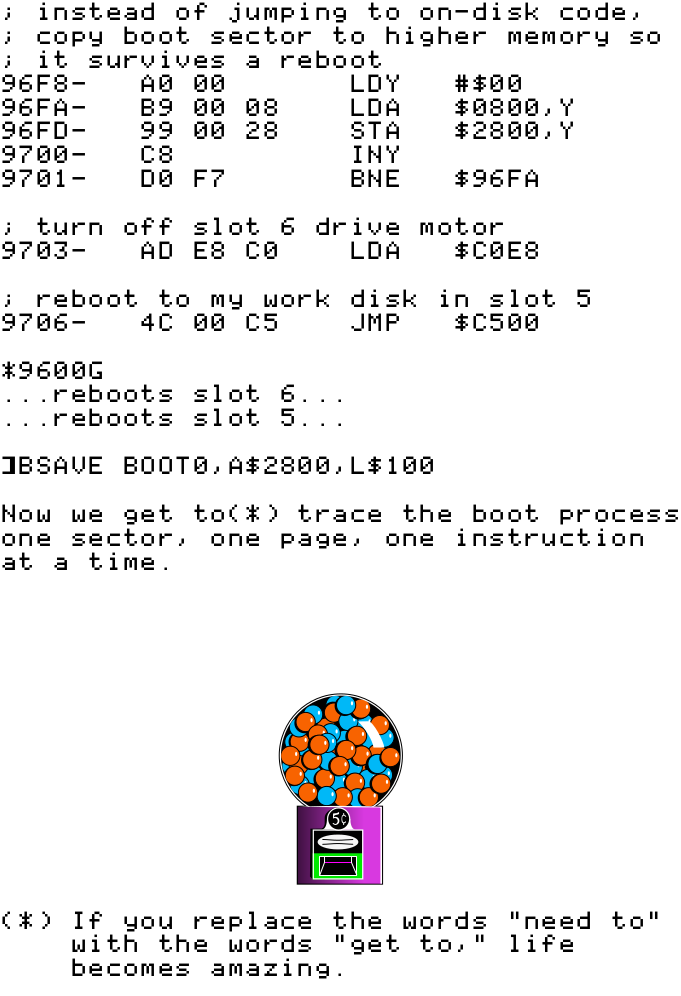 ; instead of jumping to on-disk code,
; copy boot sector to higher memory so
; it survives a reboot
96F8-   A0 00       LDY   #$00
96FA-   B9 00 08    LDA   $0800,Y
96FD-   99 00 28    STA   $2800,Y
9700-   C8          INY
9701-   D0 F7       BNE   $96FA
; turn off slot 6 drive motor
9703-   AD E8 C0    LDA   $C0E8
; reboot to my work disk in slot 5
9706-   4C 00 C5    JMP   $C500
*9600G
...reboots slot 6...
...reboots slot 5...
]BSAVE BOOT0,A$2800,L$100
Now we get to(*) trace the boot process
one sector, one page, one instruction
at a time.
5¢
(*) If you replace the words "need to"
with the words "get to," life
becomes amazing.